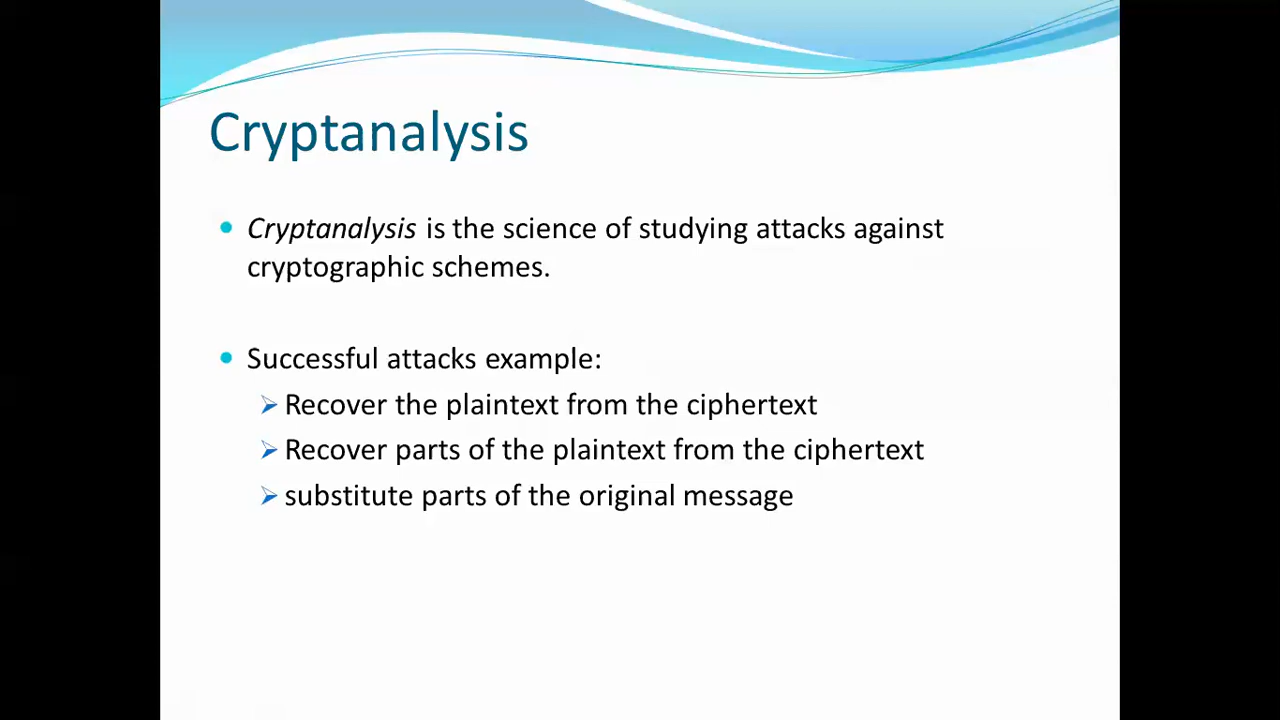 Cryptanalysis
Cryptanalysis is the science of studying attacks against
cryptographic schemes.
Successful attacks example:
Recover the plaintext from the ciphertext
Recover parts of the plaintext from the ciphertext
substitute parts of the original message